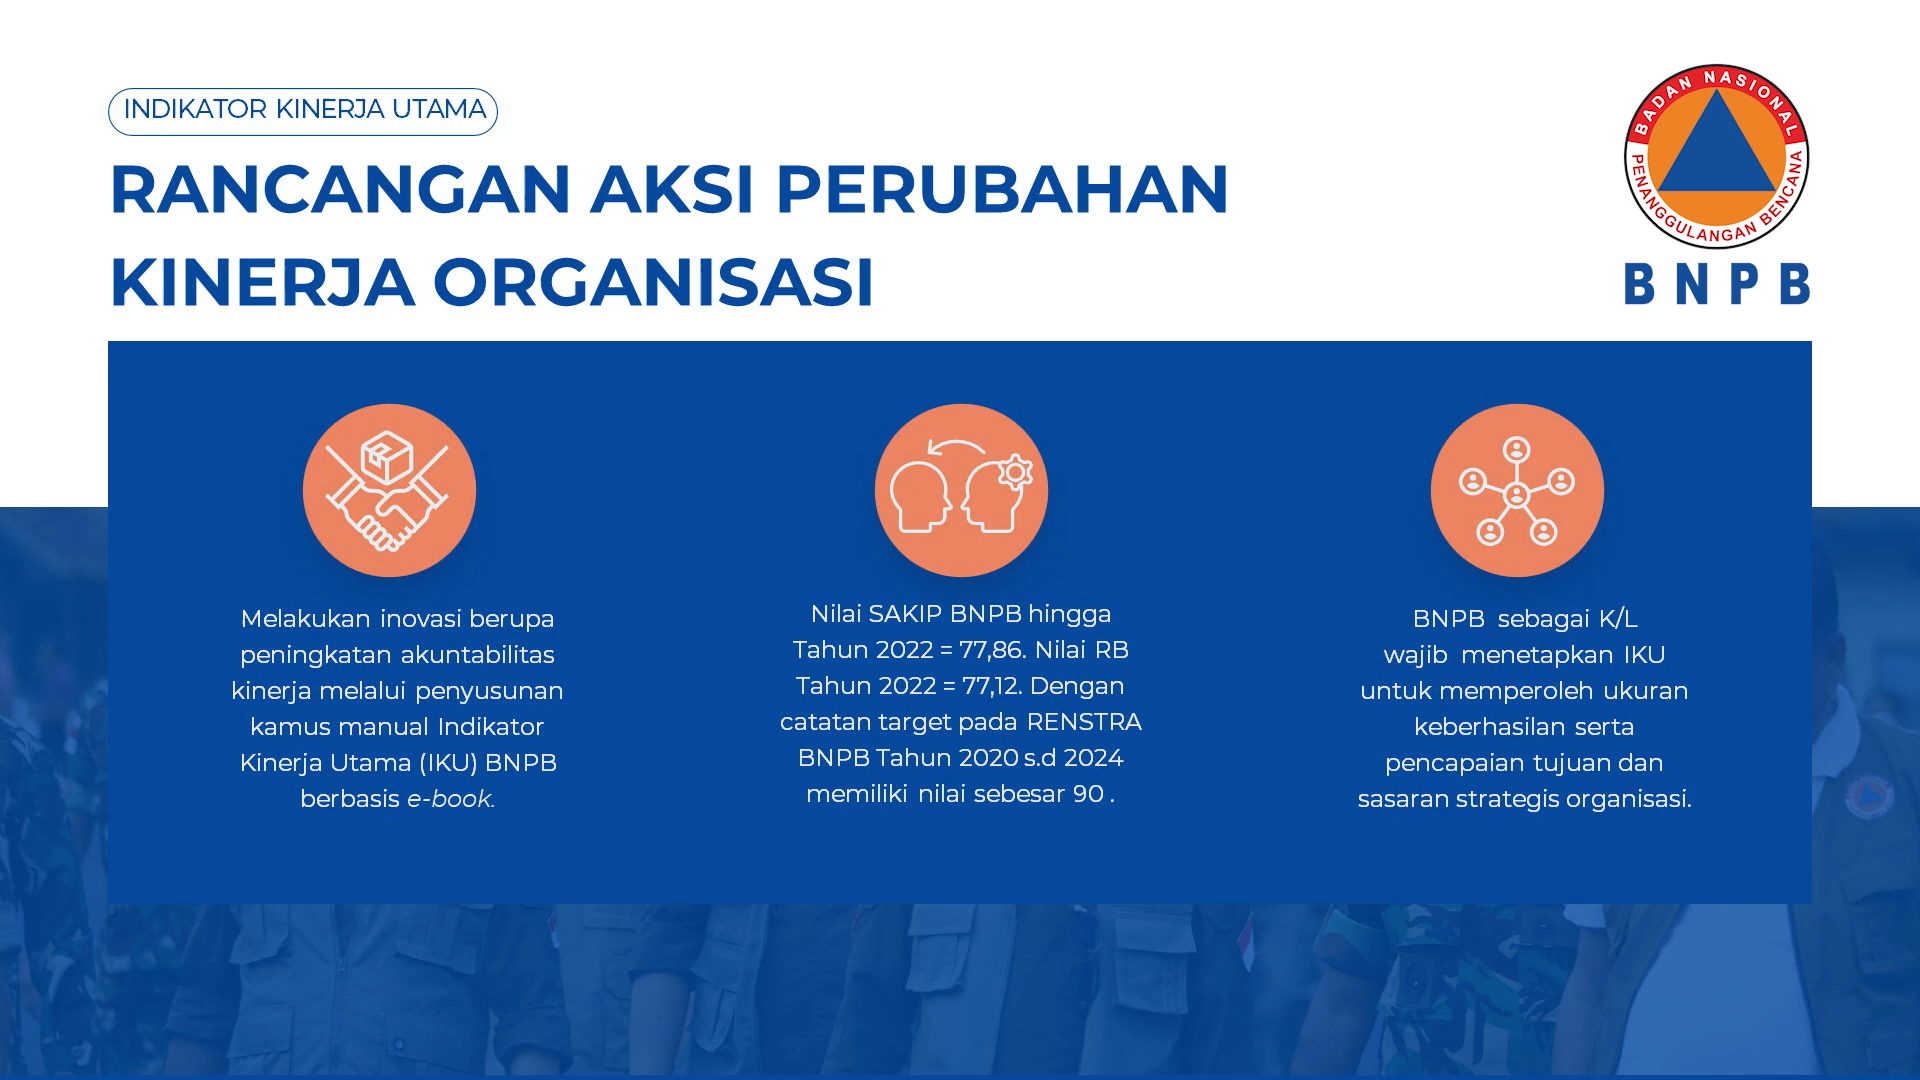 INDIKATOR KINERJA UTAMA
RANCANGAN AKSI PERUBAHAN
KINERJA ORGANISASI
BADAN NASIONAL
PENANGGULANGAN BENCANA
BNPB
Melakukan inovasi berupa
peningkatan akuntabilitas
kinerja melalui penyusunan
kamus manual Indikator
Kinerja Utama (IKU) BNPB
berbasis e-book.
Nilai SAKIP BNPB hingga
Tahun 2022 = 77,86. Nilai RB
Tahun 2022 = 77,12. Dengan
catatan target pada RENSTRA
BNPB Tahun 2020 s.d 2024
memiliki nilai sebesar 90 .
BNPB sebagai K/L
wajib menetapkan IKU
untuk memperoleh ukuran
keberhasilan serta
pencapaian tujuan dan
sasaran strategis organisasi.